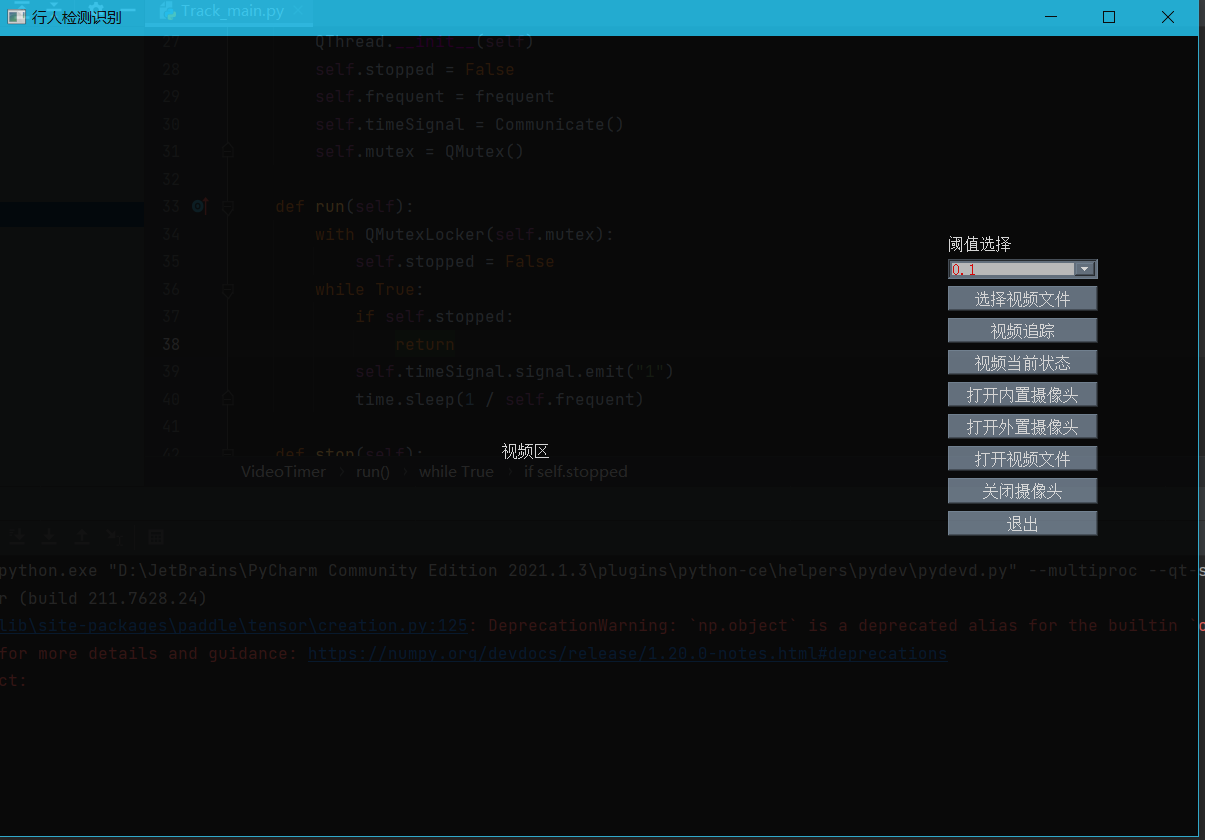 行人检测识别
Track_main.py
27 QThread.__init__(self)
28 self.stopped = False
29 self.frequent = frequent
30 self.timeSignal = Communicate()
31 self.mutex = QMutex()
32
33 def run(self):
34 with QMutexLocker(self.mutex):
35 self.stopped = False
36 while True:
37 if self.stopped:
38 return
39 self.timeSignal.signal.emit("1")
40 time.sleep(1 / self.frequent)
41
42 def stop(self):
视频区
VideoTimer run() while True if self.stopped
阈值选择
0.1
选择视频文件
视频追踪
视频当前状态
打开内置摄像头
打开外置摄像头
打开视频文件
关闭摄像头
退出
python.exe "D:\JetBrains\PyCharm Community Edition 2021.1.3\plugins\python-ce\helpers\pydev\pydevd.py" --multiproc --qt-s
r (build 211.7628.24)
lib\site-packages\paddle\tensor\creation.py:125: DeprecationWarning: `np.object` is a deprecated alias for the builtin `o
for more details and guidance: https://numpy.org/devdocs/release/1.20.0-notes.html#deprecations
ct: